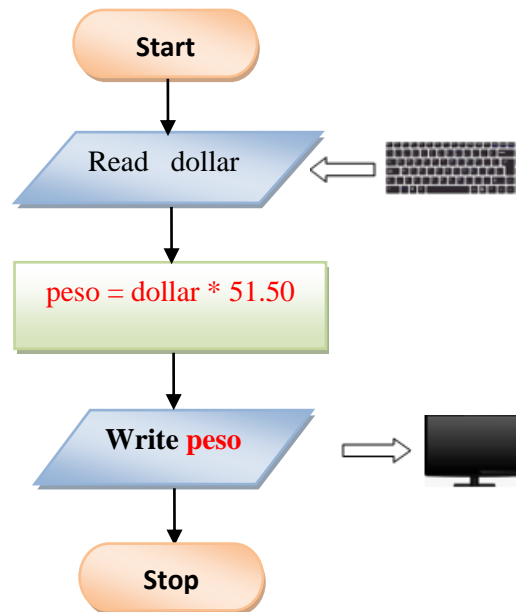 Start
Read dollar
peso = dollar * 51.50
Write peso
Stop